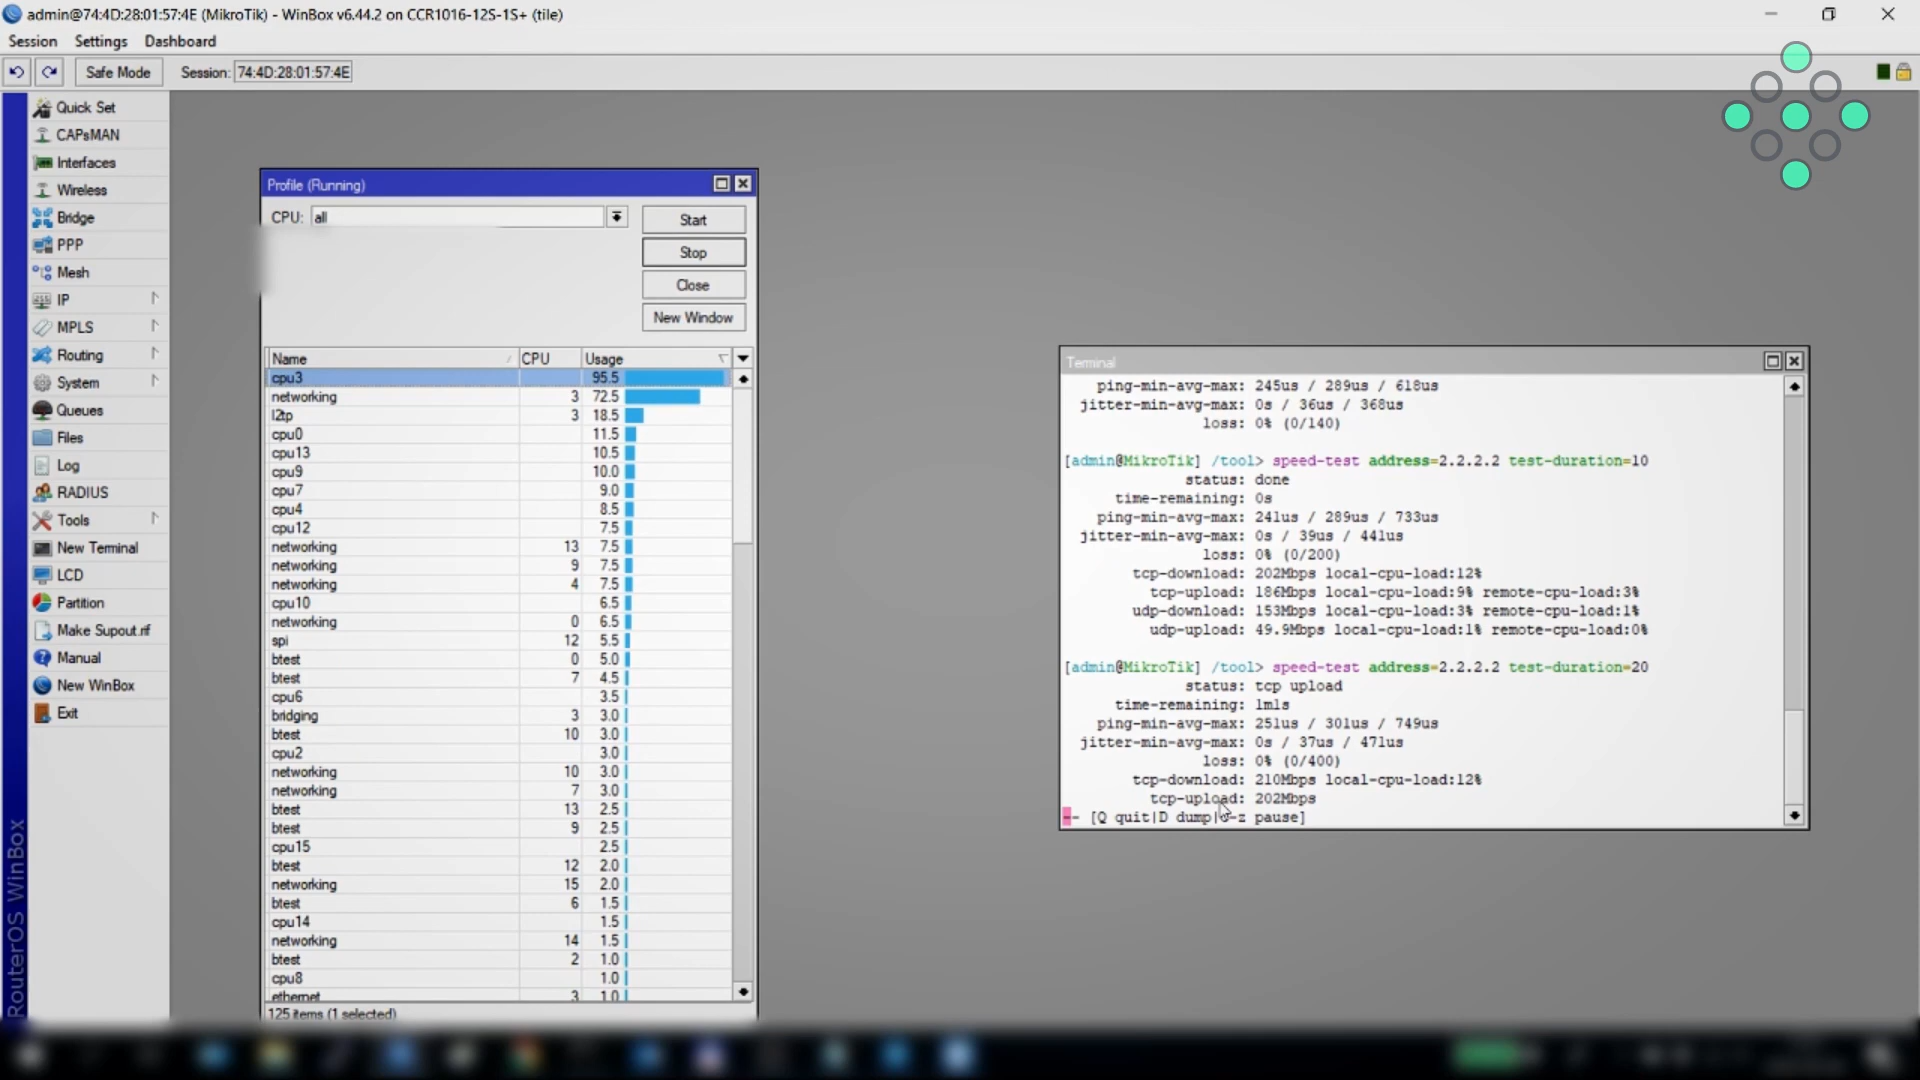 admin@74:4D:28:01:57:4E (MikroTik) - WinBox v6.44.2 on CCR1016-12S-1S+ (tile)
Session Settings Dashboard
Safe Mode Session: 74:4D:28:01:57:4E
Quick Set
CAPsMAN
Interfaces
Wireless
Bridge
PPP
Mesh
IP
MPLS
Routing
System
Queues
Files
Log
RADIUS
Tools
New Terminal
LCD
Partition
Make Supout.rif
Manual
New WinBox
Exit
RouterOS WinBox
Profile (Running)
CPU: all
Start
Stop
Close
New Window
Name CPU Usage
cpu3 95.5
networking 3 72.5
l2tp 3 18.5
cpu0 11.5
cpu13 10.5
cpu9 10.0
cpu7 9.0
cpu4 8.5
cpu12 7.5
networking 13 7.5
networking 9 7.5
networking 4 7.5
cpu10 6.5
networking 0 6.5
spi 12 5.5
btest 0 5.0
btest 7 4.5
cpu6 3.5
bridging 3 3.0
btest 10 3.0
cpu2 3.0
networking 10 3.0
networking 7 3.0
btest 13 2.5
btest 9 2.5
cpu15 2.5
btest 12 2.0
networking 15 2.0
btest 6 1.5
cpu14 1.5
networking 14 1.5
btest 2 1.0
cpu8 1.0
ethernet 3 1.0
125 items (1 selected)
Terminal
ping-min-avg-max: 245us / 289us / 618us
jitter-min-avg-max: 0s / 36us / 368us
loss: 0% (0/140)
[admin@MikroTik] /tool> speed-test address=2.2.2.2 test-duration=10
status: done
time-remaining: 0s
ping-min-avg-max: 241us / 289us / 733us
jitter-min-avg-max: 0s / 39us / 441us
loss: 0% (0/200)
tcp-download: 202Mbps local-cpu-load:12%
tcp-upload: 186Mbps local-cpu-load:9% remote-cpu-load:3%
udp-download: 153Mbps local-cpu-load:3% remote-cpu-load:1%
udp-upload: 49.9Mbps local-cpu-load:1% remote-cpu-load:0%
[admin@MikroTik] /tool> speed-test address=2.2.2.2 test-duration=20
status: tcp upload
time-remaining: 1m1s
ping-min-avg-max: 251us / 301us / 749us
jitter-min-avg-max: 0s / 37us / 471us
loss: 0% (0/400)
tcp-download: 210Mbps local-cpu-load:12%
tcp-upload: 202Mbps
-- [Q quit|D dump|C-z pause]